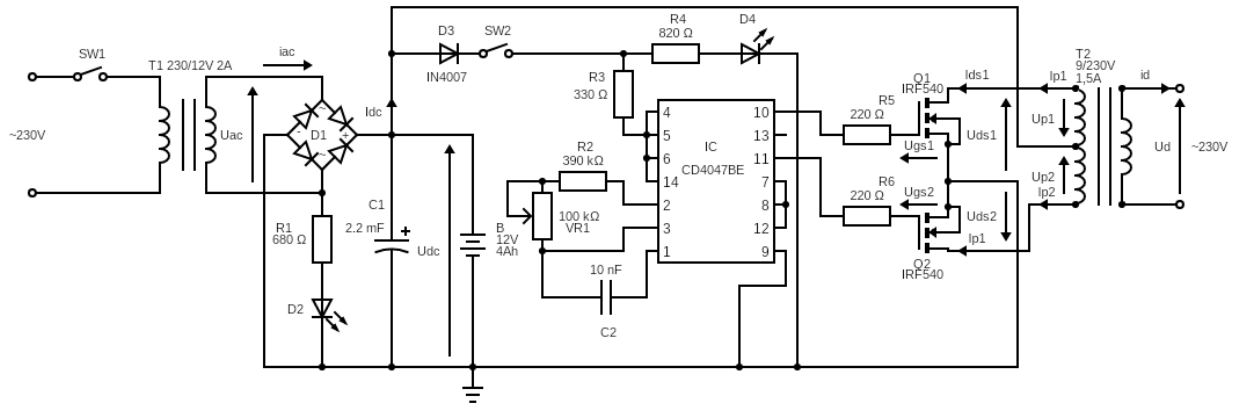 SW1
~230V
T1 230/12V 2A
iac
Uac
~
-
D1
+
~
R1
680 Ω
D2
Idc
C1
2.2 mF
+
Udc
B
12V
4Ah
D3
IN4007
SW2
R3
330 Ω
R4
820 Ω
D4
R2
390 kΩ
100 kΩ
VR1
10 nF
C2
IC
CD4047BE
4
5
6
14
2
3
1
10
13
11
7
8
12
9
R5
220 Ω
R6
220 Ω
Q1
IRF540
Ugs1
Ugs2
Q2
IRF540
Ids1
Uds1
Uds2
Ip1
Ip1
Up1
Up2
Ip2
T2
9/230V
1,5A
id
Ud
~230V